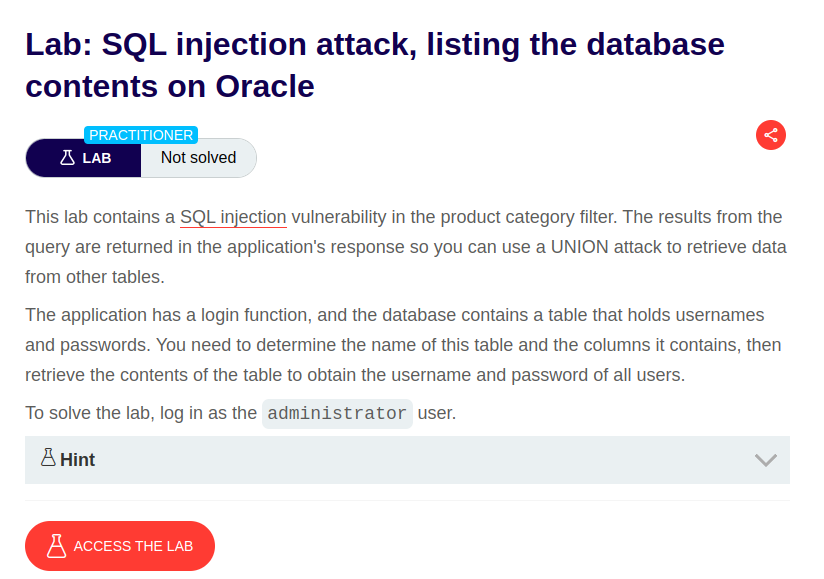 Lab: SQL injection attack, listing the database
contents on Oracle
PRACTITIONER
LAB
Not solved
This lab contains a SQL injection vulnerability in the product category filter. The results from the
query are returned in the application's response so you can use a UNION attack to retrieve data
from other tables.
The application has a login function, and the database contains a table that holds usernames
and passwords. You need to determine the name of this table and the columns it contains, then
retrieve the contents of the table to obtain the username and password of all users.
To solve the lab, log in as the administrator user.
Hint
ACCESS THE LAB